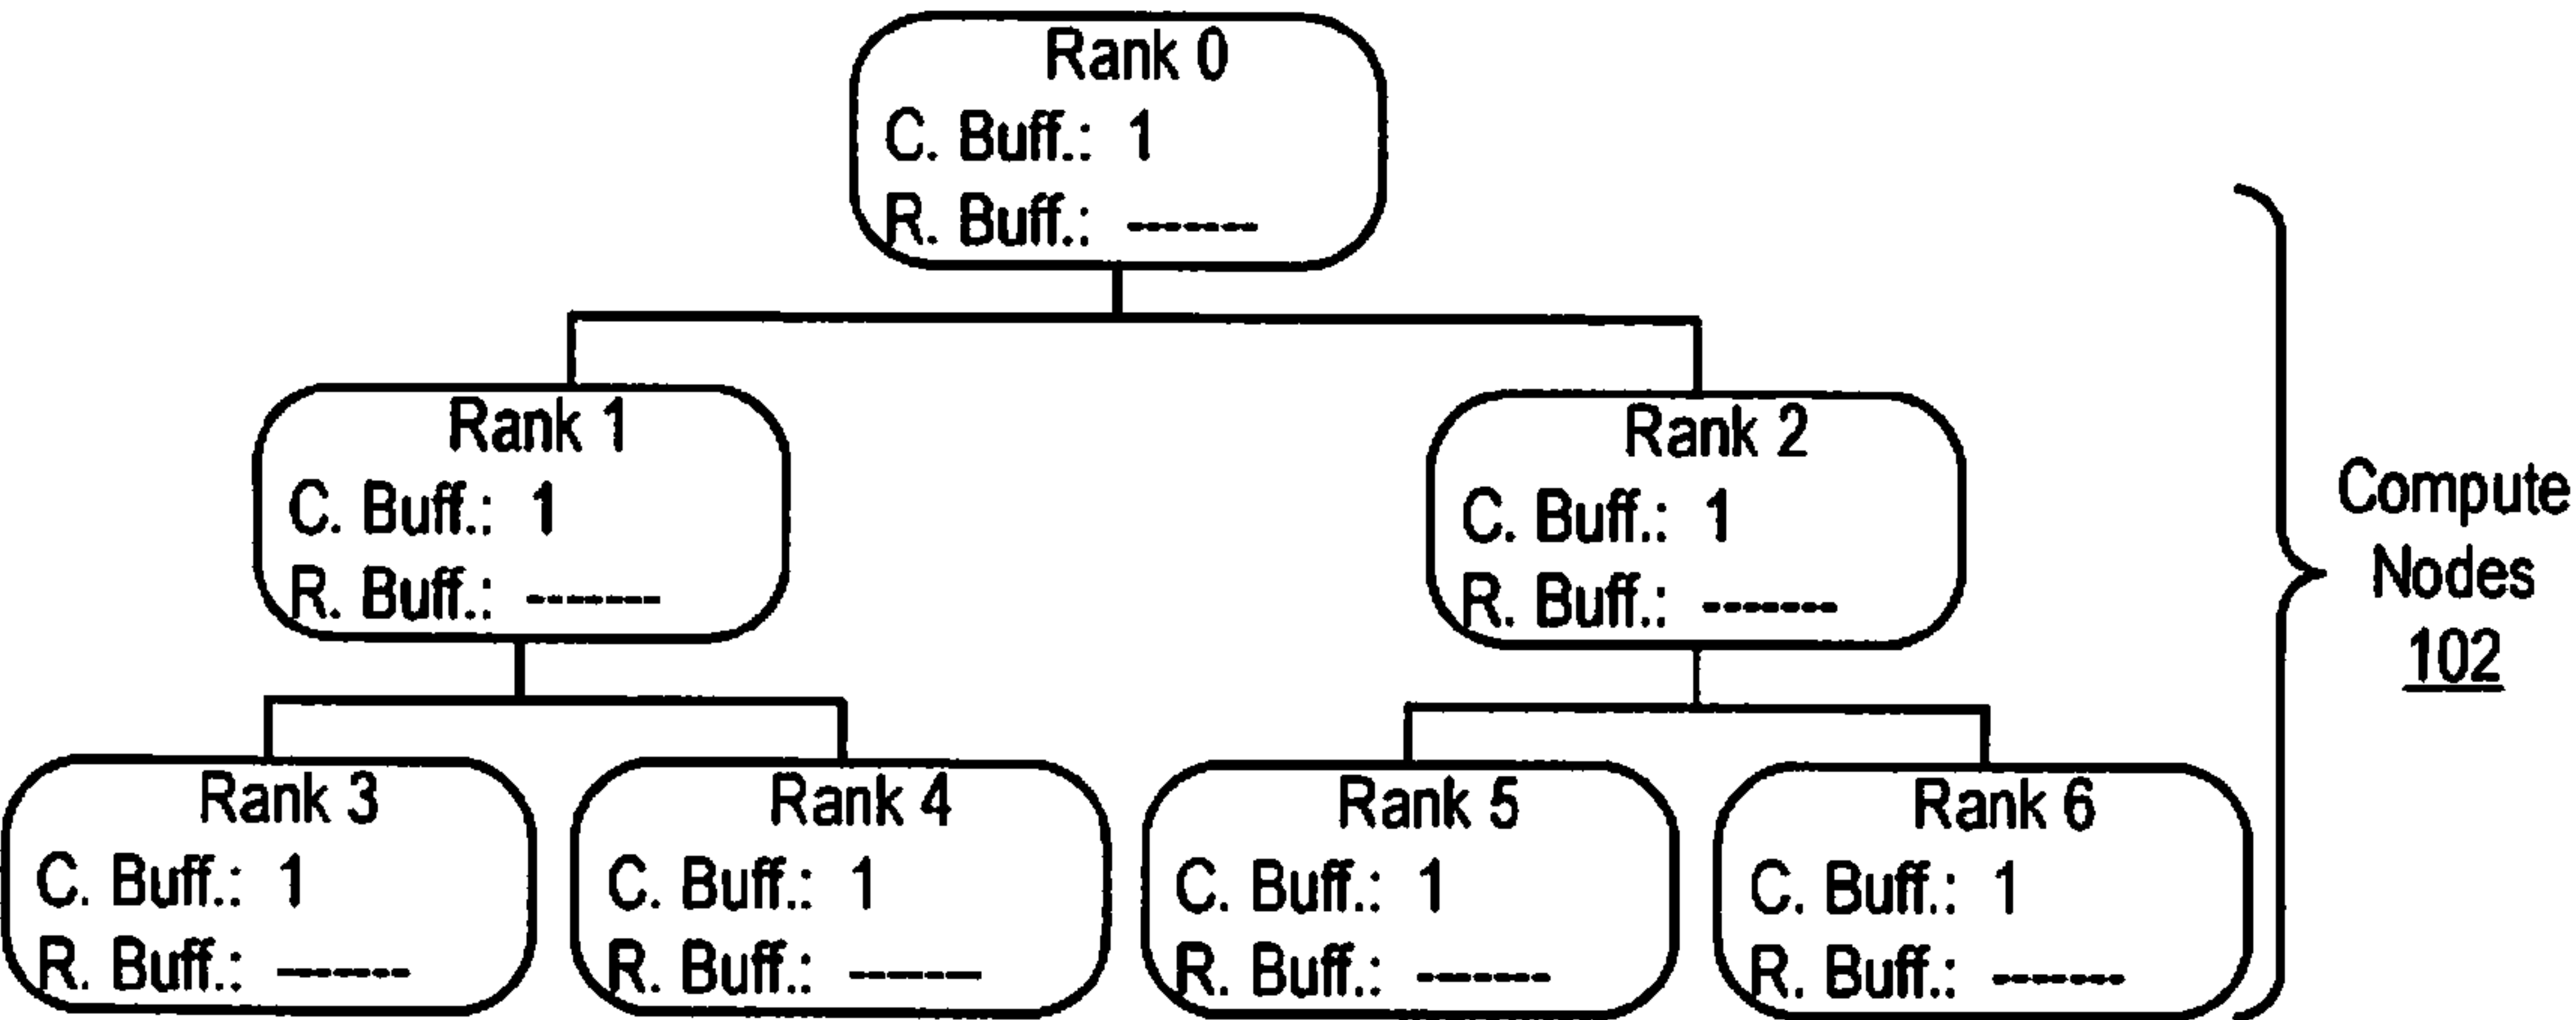 Rank 0
C. Buff.: 1
R. Buff.: -------
Rank 1
C. Buff.: 1
R. Buff.: -------
Rank 2
C. Buff.: 1
R. Buff.: -------
Rank 3
C. Buff.: 1
R. Buff.: -------
Rank 4
C. Buff.: 1
R. Buff.: -------
Rank 5
C. Buff.: 1
R. Buff.: -------
Rank 6
C. Buff.: 1
R. Buff.: -------
Compute
Nodes
102